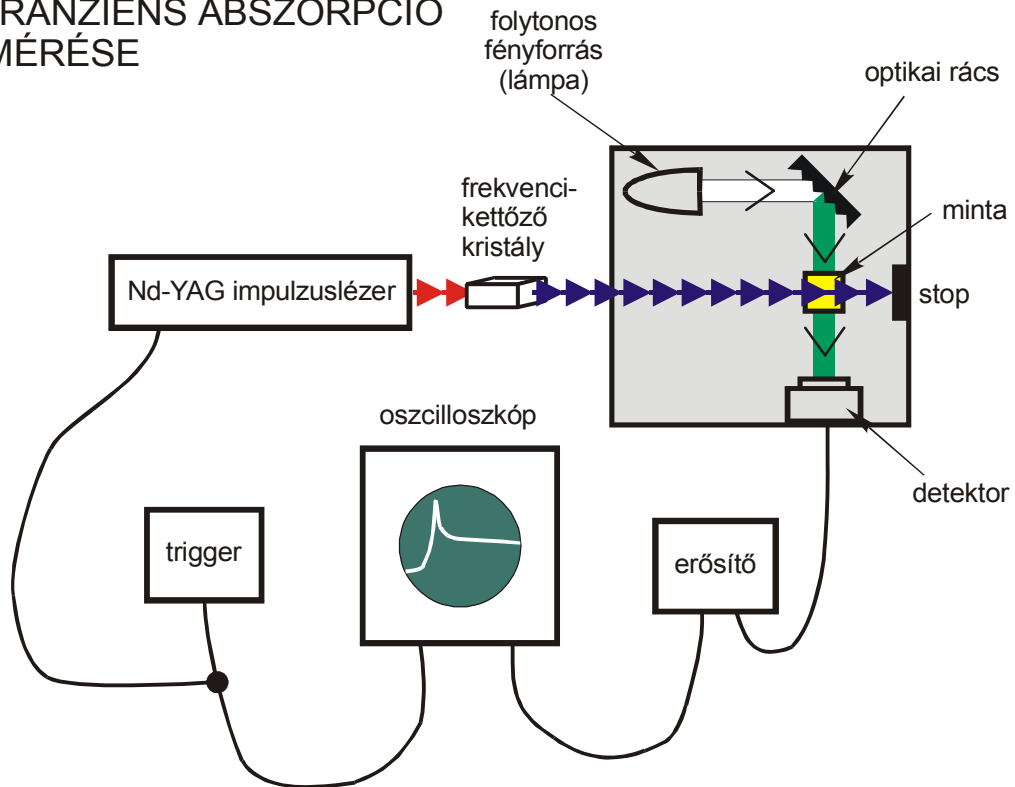 RANZIENS ABSZORPCIÓ
MÉRÉSE
folytonos
fényforrás
(lámpa)
optikai rács
frekvenci-
kettőző
kristály
minta
Nd-YAG impulzuslézer
stop
oszcilloszkóp
detektor
trigger
erősítő